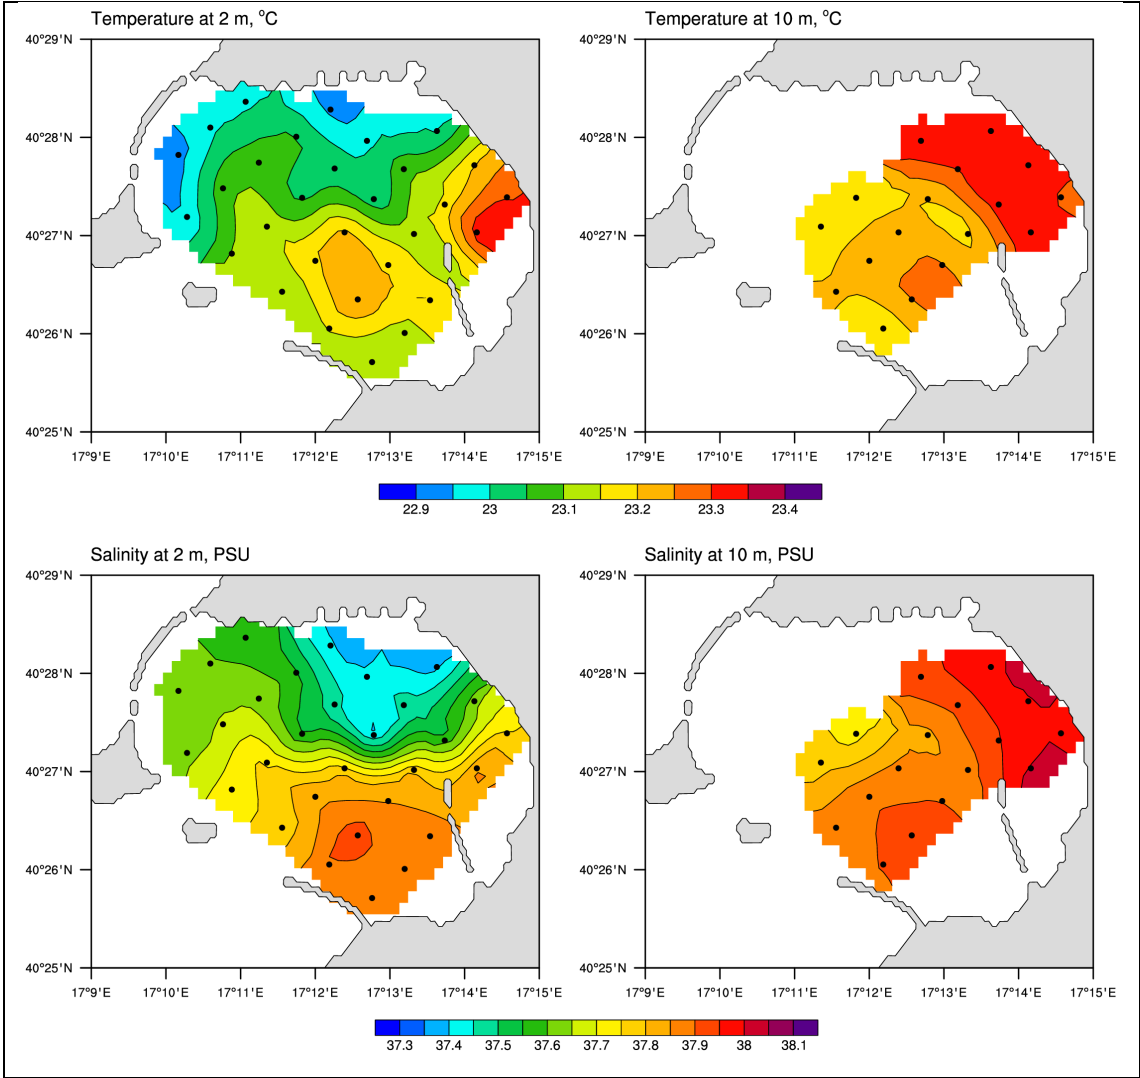 Temperature at 2 m, °C
Temperature at 10 m, °C
40°29'N
40°28'N
40°27'N
40°26'N
40°25'N
17°9'E 17°10'E 17°11'E 17°12'E 17°13'E 17°14'E 17°15'E
40°29'N
40°28'N
40°27'N
40°26'N
40°25'N
17°9'E 17°10'E 17°11'E 17°12'E 17°13'E 17°14'E 17°15'E
22.9 23 23.1 23.2 23.3 23.4
Salinity at 2 m, PSU
Salinity at 10 m, PSU
40°29'N
40°28'N
40°27'N
40°26'N
40°25'N
17°9'E 17°10'E 17°11'E 17°12'E 17°13'E 17°14'E 17°15'E
40°29'N
40°28'N
40°27'N
40°26'N
40°25'N
17°9'E 17°10'E 17°11'E 17°12'E 17°13'E 17°14'E 17°15'E
37.3 37.4 37.5 37.6 37.7 37.8 37.9 38 38.1